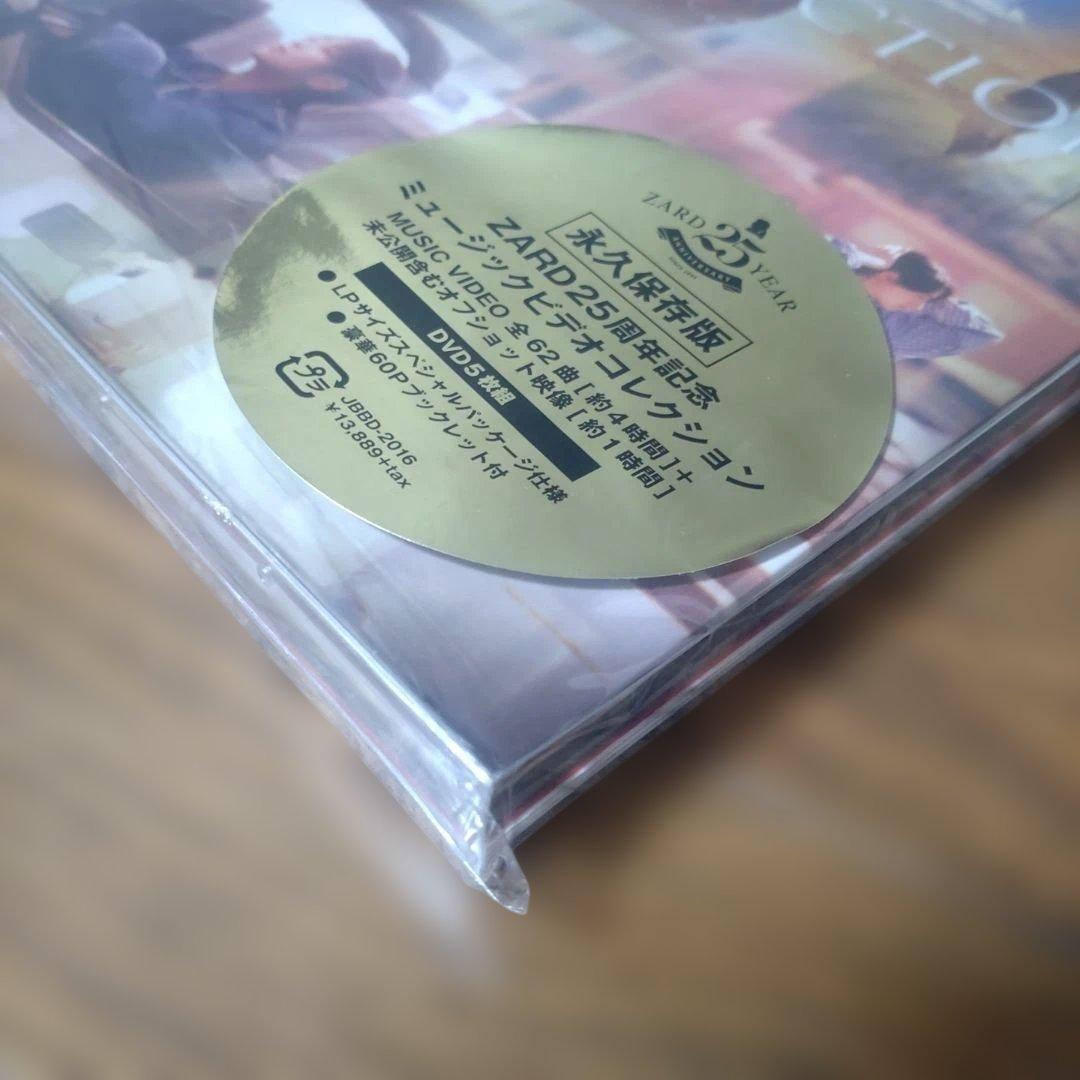 CTIO
ZARD 25 YEAR
ANNIVERSARY
永久保存版
ZARD25周年記念
ミュージックビデオコレクション
MUSIC VIDEO 全62曲[約4時間]+
未公開含むオフショット映像[約1時間]
DVD5枚組
●LPサイズスペシャルパッケージ仕様
●豪華60Pブックレット付
プラ
JBBD-2016
¥13,889+tax